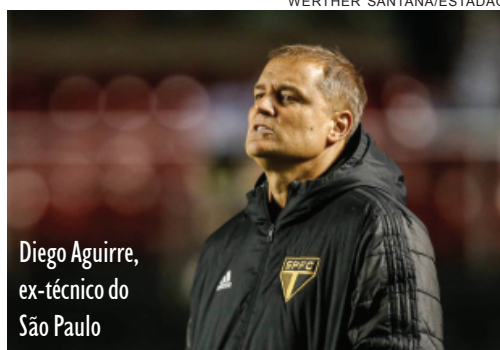 WERTHER SANTANA/ESTADÃO
SPFC
Diego Aguirre,
ex-técnico do
São Paulo